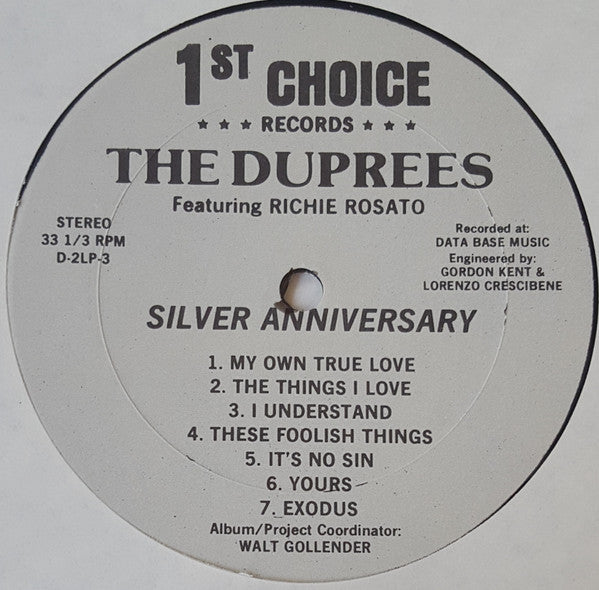 1ST CHOICE
★ ★ ★ RECORDS ★ ★ ★
THE DUPREES
Featuring RICHIE ROSATO
STEREO
33 1/3 RPM
D-2LP-3
Recorded at:
DATA BASE MUSIC
Engineered by:
GORDON KENT &
LORENZO CRESCIBENE
SILVER ANNIVERSARY
1. MY OWN TRUE LOVE
2. THE THINGS I LOVE
3. I UNDERSTAND
4. THESE FOOLISH THINGS
5. IT'S NO SIN
6. YOURS
7. EXODUS
Album/Project Coordinator:
WALT GOLLENDER